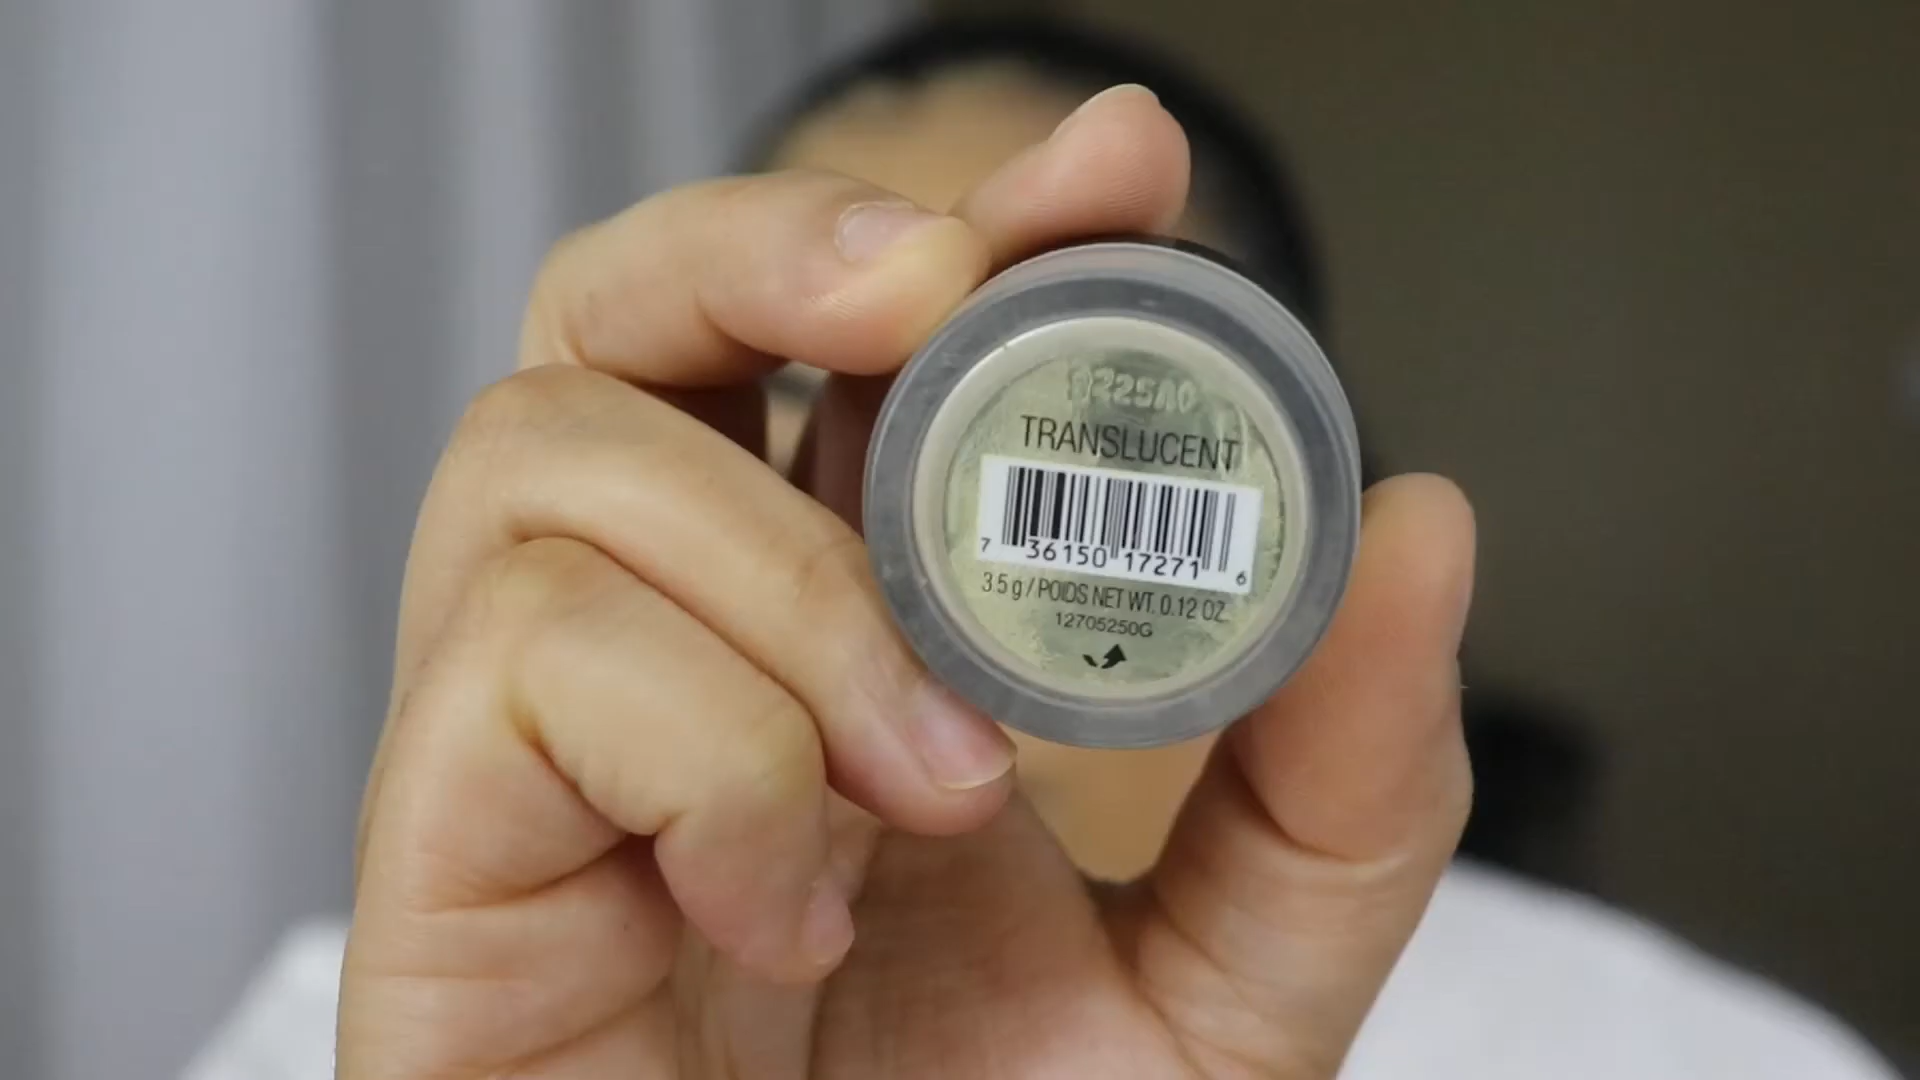 TRANSLUCENT
7 36150 17271 6
3.5 g / POIDS NET WT. 0.12 OZ.
12705250G